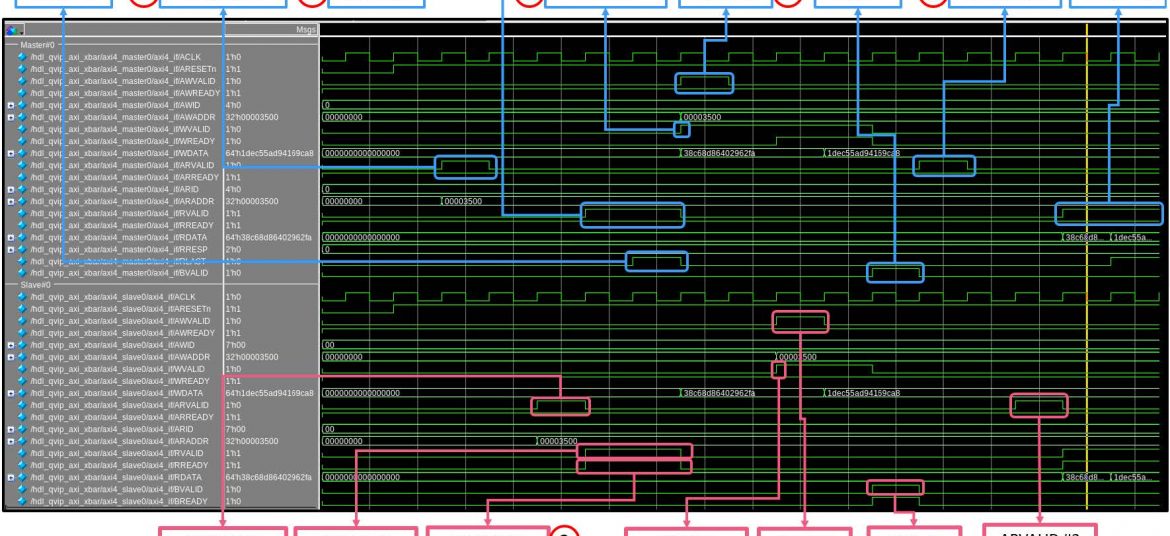 Msgs
Master#0
/hdl_qvip_axi_xbar/axi4_master0/axi4_if/ACLK 1'h0
/hdl_qvip_axi_xbar/axi4_master0/axi4_if/ARESETn 1'h1
/hdl_qvip_axi_xbar/axi4_master0/axi4_if/AWVALID 1'h0
/hdl_qvip_axi_xbar/axi4_master0/axi4_if/AWREADY 1'h1
/hdl_qvip_axi_xbar/axi4_master0/axi4_if/AWID 4'h0 0
/hdl_qvip_axi_xbar/axi4_master0/axi4_if/AWADDR 32'h00003500 00000000 00003500
/hdl_qvip_axi_xbar/axi4_master0/axi4_if/WVALID 1'h0
/hdl_qvip_axi_xbar/axi4_master0/axi4_if/WREADY 1'h0
/hdl_qvip_axi_xbar/axi4_master0/axi4_if/WDATA 64'h1dec55ad94159ca8 0000000000000000 38c68d86402962fa 1dec55ad94159ca8
/hdl_qvip_axi_xbar/axi4_master0/axi4_if/ARVALID 1'h0
/hdl_qvip_axi_xbar/axi4_master0/axi4_if/ARREADY 1'h1
/hdl_qvip_axi_xbar/axi4_master0/axi4_if/ARID 4'h0 0
/hdl_qvip_axi_xbar/axi4_master0/axi4_if/ARADDR 32'h00003500 00000000 00003500
/hdl_qvip_axi_xbar/axi4_master0/axi4_if/RVALID 1'h1
/hdl_qvip_axi_xbar/axi4_master0/axi4_if/RREADY 1'h1
/hdl_qvip_axi_xbar/axi4_master0/axi4_if/RDATA 64'h38c68d86402962fa 0000000000000000 38c68d8... 1dec55a...
/hdl_qvip_axi_xbar/axi4_master0/axi4_if/RRESP 2'h0 0
/hdl_qvip_axi_xbar/axi4_master0/axi4_if/RLAST 1'h0
/hdl_qvip_axi_xbar/axi4_master0/axi4_if/BVALID 1'h0
Slave#0
/hdl_qvip_axi_xbar/axi4_slave0/axi4_if/ACLK 1'h0
/hdl_qvip_axi_xbar/axi4_slave0/axi4_if/ARESETn 1'h1
/hdl_qvip_axi_xbar/axi4_slave0/axi4_if/AWVALID 1'h0
/hdl_qvip_axi_xbar/axi4_slave0/axi4_if/AWREADY 1'h1
/hdl_qvip_axi_xbar/axi4_slave0/axi4_if/AWID 7'h00 00
/hdl_qvip_axi_xbar/axi4_slave0/axi4_if/AWADDR 32'h00003500 00000000 00003500
/hdl_qvip_axi_xbar/axi4_slave0/axi4_if/WVALID 1'h0
/hdl_qvip_axi_xbar/axi4_slave0/axi4_if/WREADY 1'h1
/hdl_qvip_axi_xbar/axi4_slave0/axi4_if/WDATA 64'h1dec55ad94159ca8 0000000000000000 38c68d86402962fa 1dec55ad94159ca8
/hdl_qvip_axi_xbar/axi4_slave0/axi4_if/ARVALID 1'h0
/hdl_qvip_axi_xbar/axi4_slave0/axi4_if/ARREADY 1'h1
/hdl_qvip_axi_xbar/axi4_slave0/axi4_if/ARID 7'h00 00
/hdl_qvip_axi_xbar/axi4_slave0/axi4_if/ARADDR 32'h00003500 00000000 00003500
/hdl_qvip_axi_xbar/axi4_slave0/axi4_if/RVALID 1'h1
/hdl_qvip_axi_xbar/axi4_slave0/axi4_if/RREADY 1'h1
/hdl_qvip_axi_xbar/axi4_slave0/axi4_if/RDATA 64'h38c68d86402962fa 0000000000000000 38c68d8... 1dec55a...
/hdl_qvip_axi_xbar/axi4_slave0/axi4_if/BVALID 1'h0
/hdl_qvip_axi_xbar/axi4_slave0/axi4_if/BREADY 1'h0